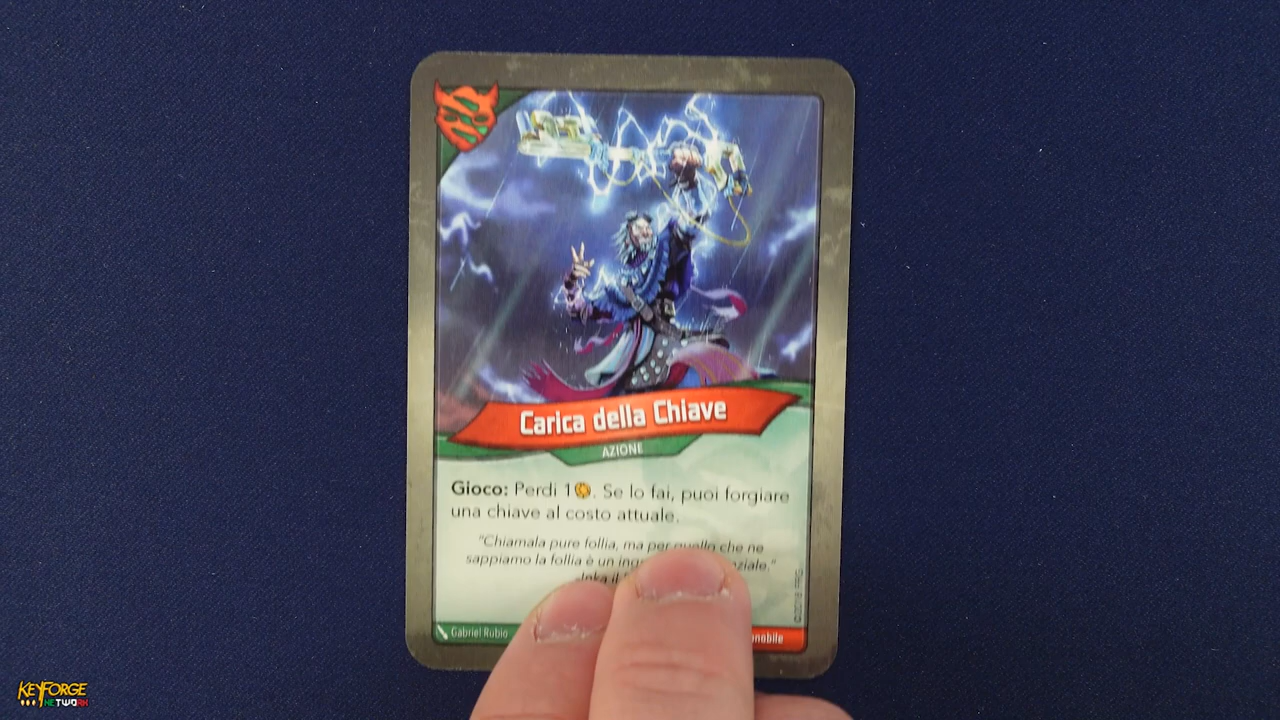 Carica della Chiave
AZIONE
Gioco: Perdi 1. Se lo fai, puoi forgiare
una chiave al costo attuale.
"Chiamala pure follia, ma per quello che ne
sappiamo la follia è un
Gabriel Rubio
KEYFORGE
NETWORK